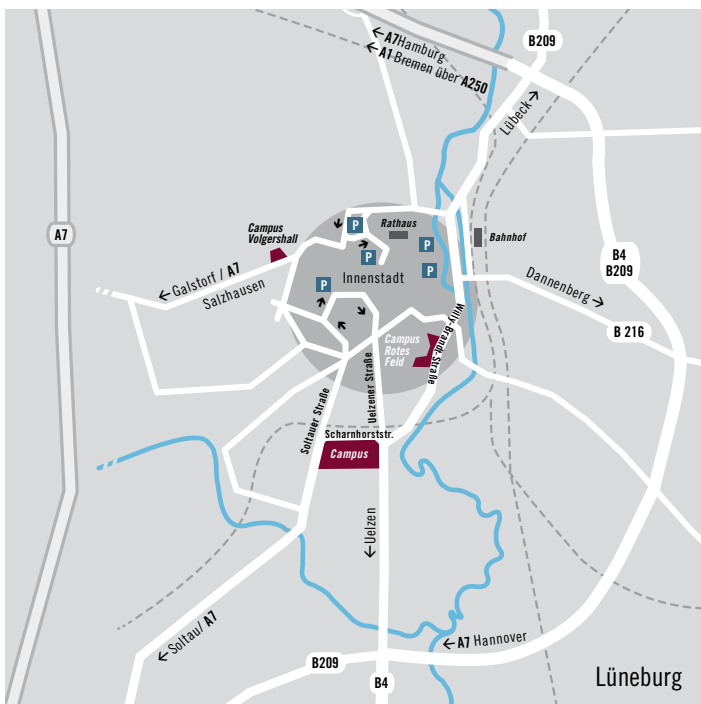 ← A7 Hamburg
← A1 Bremen über A250
B209
Lübeck →
Campus
Volgershall
P
Rathaus
P
Bahnhof
A7
P
P
B4
B209
← Galstorf / A7
Salzhausen
P
Innenstadt
Dannenberg →
B 216
Willy-Brandt-Straße
Campus
Rotes
Feld
Uelzener Straße
Soltauer Straße
Scharnhorststr.
Campus
← Uelzen
← Soltau/ A7
← A7 Hannover
B209
B4
Lüneburg